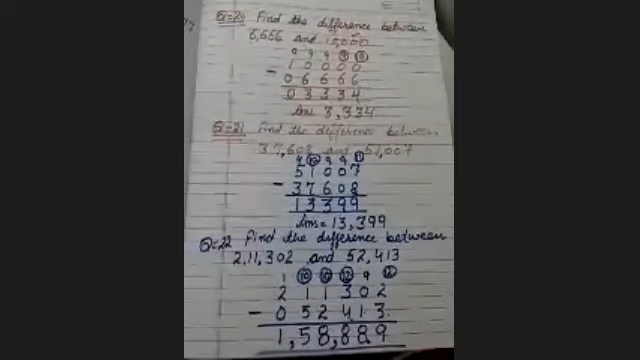 Q=20 Find the difference between
6,666 and 10,000
9 9 9 10
1 0 0 0 0
- 0 6 6 6 6
0 3 3 3 4
Ans 3,334
Q=21 Find the difference between
37,608 and 51,007
4 10 9 9 17
5 1 0 0 7
- 3 7 6 0 8
1 3 3 9 9
Ans = 13,399
Q=22 Find the difference between
2,11,302 and 52,413
1 10 10 12 9 12
2 1 1 3 0 2
- 0 5 2 4 1 3
1,58,889